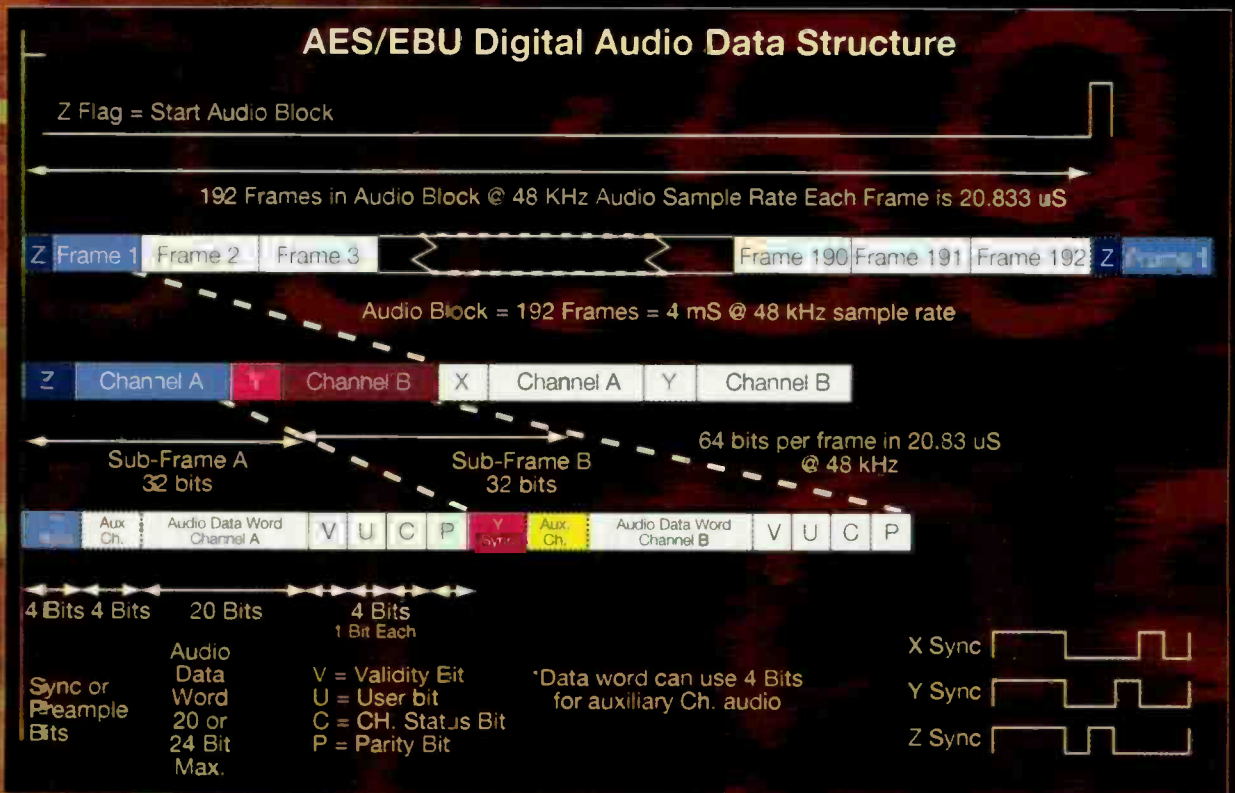 AES/EBU Digital Audio Data Structure
Z Flag = Start Audio Block
192 Frames in Audio Block @ 48 KHz Audio Sample Rate Each Frame is 20.833 uS
Z Frame 1 Frame 2 Frame 3 Frame 190 Frame 191 Frame 192 Z Frame 1
Audio Block = 192 Frames = 4 mS @ 48 kHz sample rate
Z Channel A Y Channel B X Channel A Y Channel B
Sub-Frame A
32 bits
Sub-Frame B
32 bits
64 bits per frame in 20.83 uS
@ 48 kHz
Aux Ch.
Audio Data Word
Channel A
V U C P
Y
Sync
Aux.
Ch.
Audio Data Word
Channel B
V U C P
4 Bits 4 Bits 20 Bits 4 Bits
1 Bit Each
Sync or
Preample
Bits
Audio
Data
Word
20 or
24 Bit
Max.
V = Validity Bit
U = User bit
C = CH. Status Bit
P = Parity Bit
*Data word can use 4 Bits
for auxiliary Ch. audio
X Sync
Y Sync
Z Sync